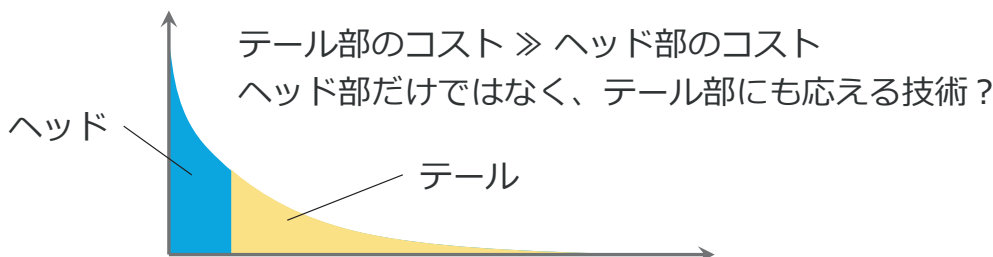 テール部のコスト ≫ ヘッド部のコスト
ヘッド部だけではなく、テール部にも応える技術？
ヘッド
テール